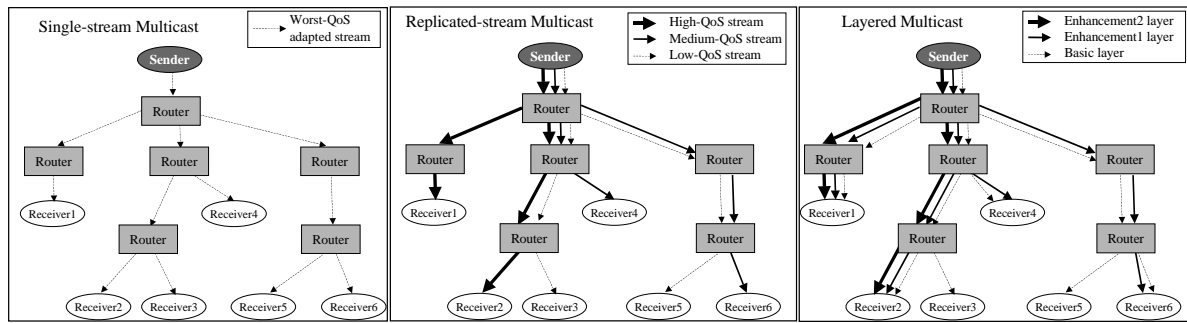 Single-stream Multicast
Worst-QoS
adapted stream
Sender
Router
Router
Router
Router
Receiver1
Receiver4
Router
Router
Receiver2
Receiver3
Receiver5
Receiver6
Replicated-stream Multicast
High-QoS stream
Medium-QoS stream
Low-QoS stream
Sender
Router
Router
Router
Router
Receiver1
Receiver4
Router
Router
Receiver2
Receiver3
Receiver5
Receiver6
Layered Multicast
Enhancement2 layer
Enhancement1 layer
Basic layer
Sender
Router
Router
Router
Router
Receiver1
Receiver4
Router
Router
Receiver2
Receiver3
Receiver5
Receiver6